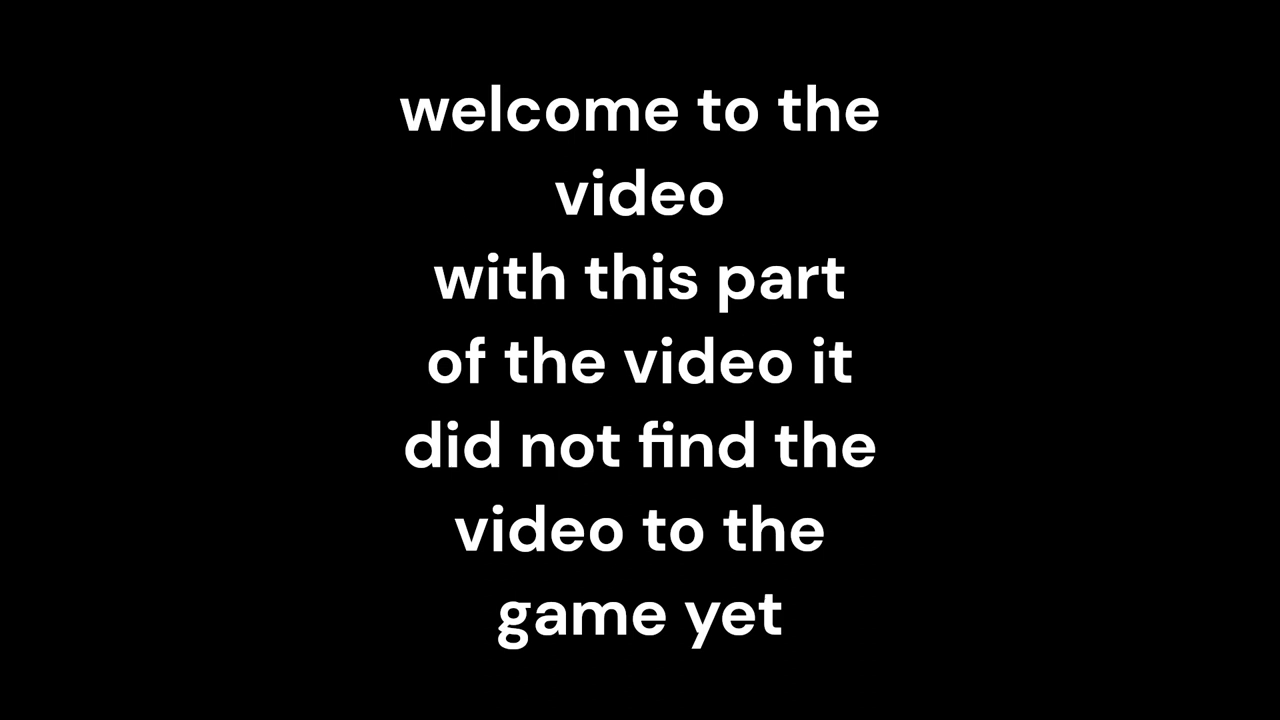 welcome to the
video
with this part
of the video it
did not find the
video to the
game yet